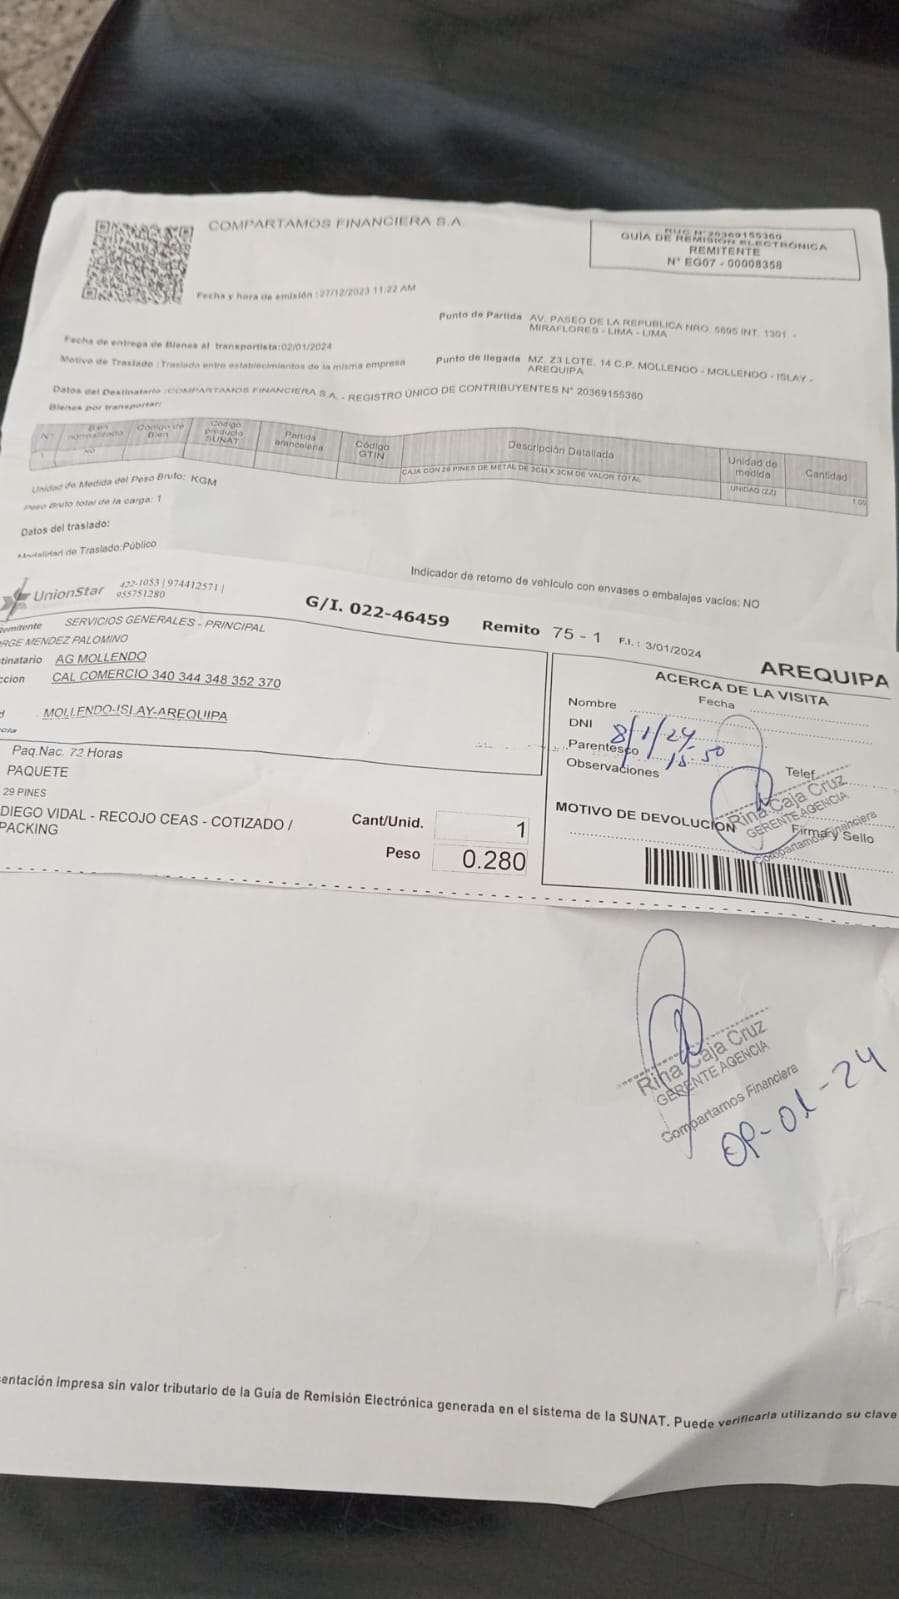 COMPARTAMOS FINANCIERA S.A
RUC N° 20369155360
GUÍA DE REMISIÓN ELECTRÓNICA
REMITENTE
N° EG07 - 00008358
Fecha y hora de emisión : 27/12/2023 11:22 AM
Fecha de entrega de Bienes al transportista:02/01/2024
Punto de Partida AV. PASEO DE LA REPUBLICA NRO. 5895 INT. 1301 -
MIRAFLORES - LIMA - LIMA
Motivo de Traslado :Traslado entre establecimientos de la misma empresa
Punto de llegada MZ. Z3 LOTE. 14 C.P. MOLLENDO - MOLLENDO - ISLAY -
AREQUIPA
Datos del Destinatario :COMPARTAMOS FINANCIERA S.A. - REGISTRO ÚNICO DE CONTRIBUYENTES N° 20369155360
Bienes por transportar:
N° Bien normalizado Código de Bien Código producto SUNAT Partida arancelaria Código GTIN Descripción Detallada Unidad de medida Cantidad
1 NO CAJA CON 29 PINES DE METAL DE 3CM X 3CM DE VALOR TOTAL UNIDAD (ZZ) 1.00
Unidad de Medida del Peso Bruto: KGM
Peso Bruto total de la carga: 1
Datos del traslado:
Modalidad de Traslado:Público
Indicador de retorno de vehículo con envases o embalajes vacíos: NO
UnionStar
422-1053 | 974412571 |
955751280
G/I. 022-46459
Remito 75 - 1
F.I. : 3/01/2024
AREQUIPA
Remitente SERVICIOS GENERALES - PRINCIPAL
RGE MENDEZ PALOMINO
tinatario AG MOLLENDO
ccion CAL COMERCIO 340 344 348 352 370
d MOLLENDO-ISLAY-AREQUIPA
cia
Paq.Nac. 72 Horas
PAQUETE
29 PINES
DIEGO VIDAL - RECOJO CEAS - COTIZADO /
PACKING
Cant/Unid. 1
Peso 0.280
ACERCA DE LA VISITA
Nombre Fecha
DNI 8/1/24
Parentesco 15:50
Observaciones Telef
Rina Caja Cruz
GERENTE AGENCIA
Compartamos Financiera
MOTIVO DE DEVOLUCION
Firma y Sello
Rina Caja Cruz
GERENTE AGENCIA
Compartamos Financiera
08-01-24
entación impresa sin valor tributario de la Guía de Remisión Electrónica generada en el sistema de la SUNAT. Puede verificarla utilizando su clave